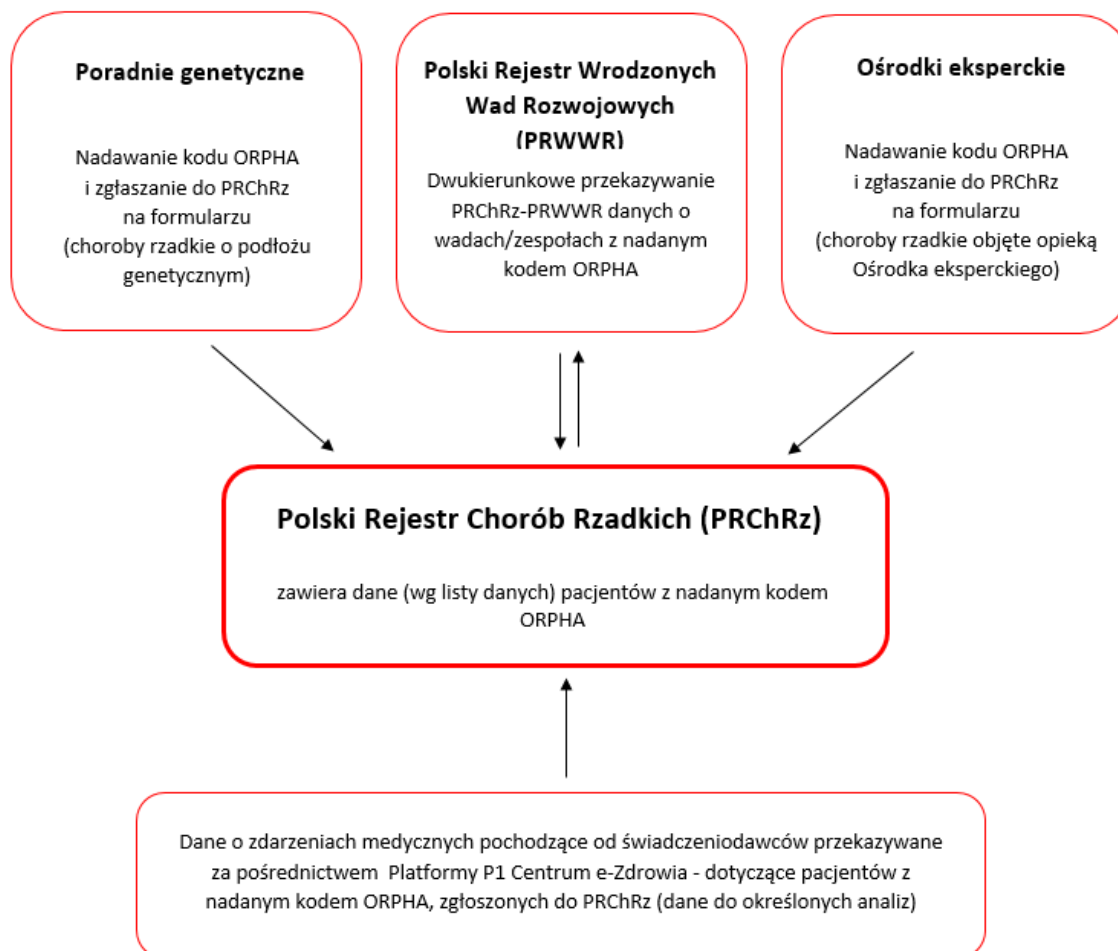 Poradnie genetyczne
Nadawanie kodu ORPHA
i zgłaszanie do PRChRz
na formularzu
(choroby rzadkie o podłożu
genetycznym)
Polski Rejestr Wrodzonych
Wad Rozwojowych
(PRWWR)
Dwukierunkowe przekazywanie
PRChRz-PRWWR danych o
wadach/zespołach z nadanym
kodem ORPHA
Ośrodki eksperckie
Nadawanie kodu ORPHA
i zgłaszanie do PRChRz
na formularzu
(choroby rzadkie objęte opieką
Ośrodka eksperckiego)
Polski Rejestr Chorób Rzadkich (PRChRz)
zawiera dane (wg listy danych) pacjentów z nadanym kodem
ORPHA
Dane o zdarzeniach medycznych pochodzące od świadczeniodawców przekazywane
za pośrednictwem Platformy P1 Centrum e-Zdrowia - dotyczące pacjentów z
nadanym kodem ORPHA, zgłoszonych do PRChRz (dane do określonych analiz)